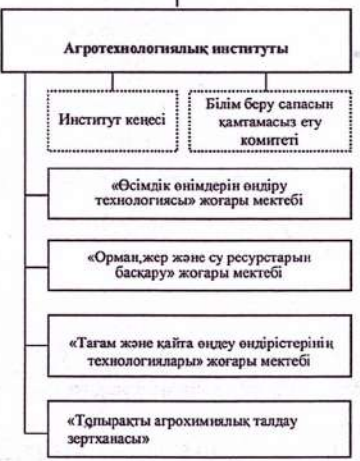 Агротехнологиялық институты
Институт кеңесі
Білім беру сапасын
қамтамасыз ету
комитеті
«Өсімдік өнімдерін өндіру
технологиясы» жоғары мектебі
«Орман,жер және су ресурстарын
басқару» жоғары мектебі
«Тағам және қайта өңдеу өндірістерінің
технологиялары» жоғары мектебі
«Топырақты агрохимиялық талдау
зертханасы»